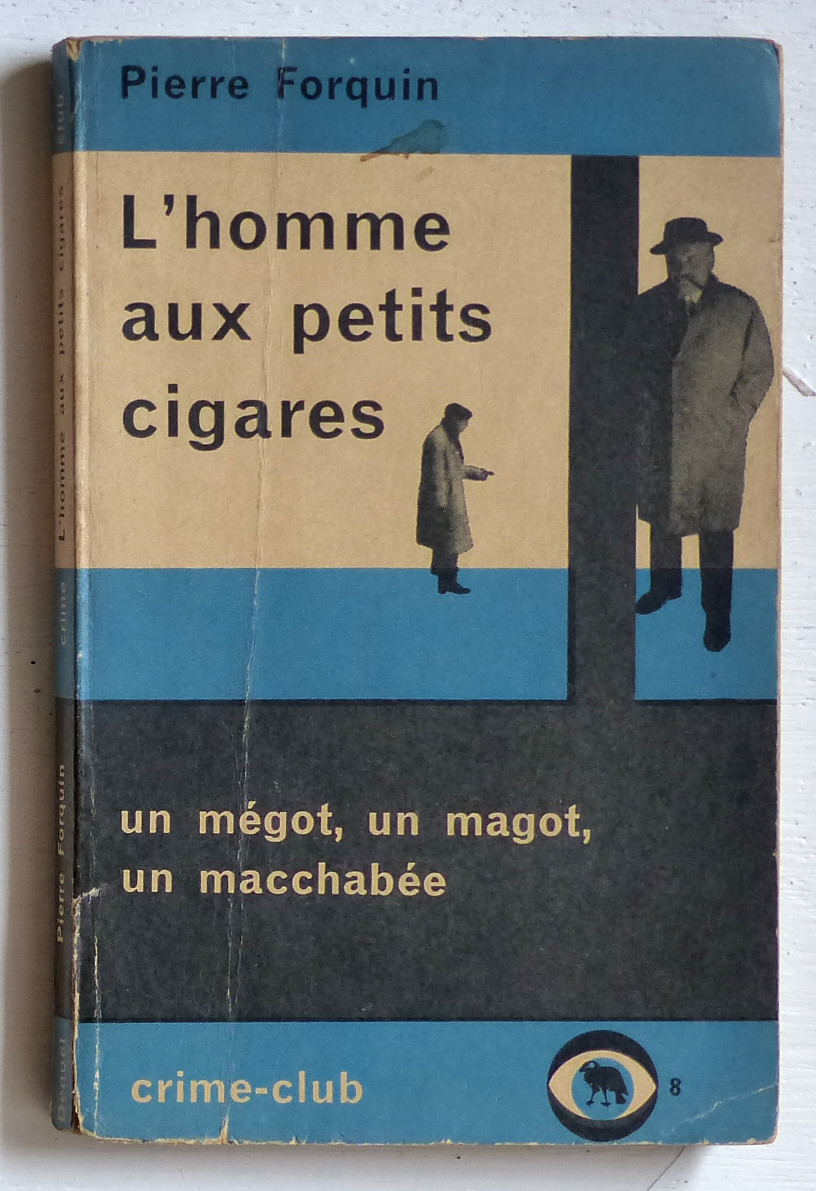 Pierre Forquin
L'homme
aux petits
cigares
un mégot, un magot,
un macchabée
crime-club
8
Denoël Pierre Forquin crime L'homme aux petits cigares club